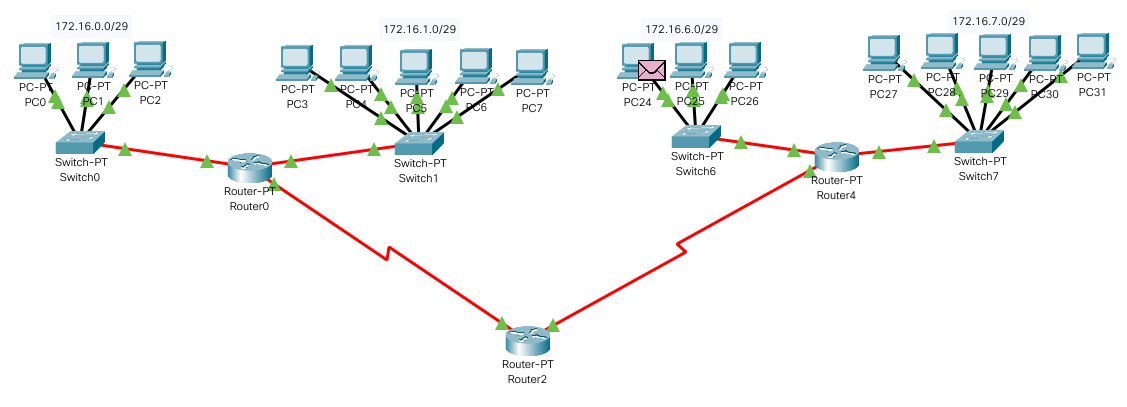 172.16.0.0/29
172.16.1.0/29
172.16.6.0/29
172.16.7.0/29
PC-PT
PC0
PC-PT
PC1
PC-PT
PC2
PC-PT
PC3
PC-PT
PC4
PC-PT
PC5
PC-PT
PC6
PC-PT
PC7
PC-PT
PC24
PC-PT
PC25
PC-PT
PC26
PC-PT
PC27
PC-PT
PC28
PC-PT
PC29
PC-PT
PC30
PC-PT
PC31
Switch-PT
Switch0
Router-PT
Router0
Switch-PT
Switch1
Switch-PT
Switch6
Router-PT
Router4
Switch-PT
Switch7
Router-PT
Router2